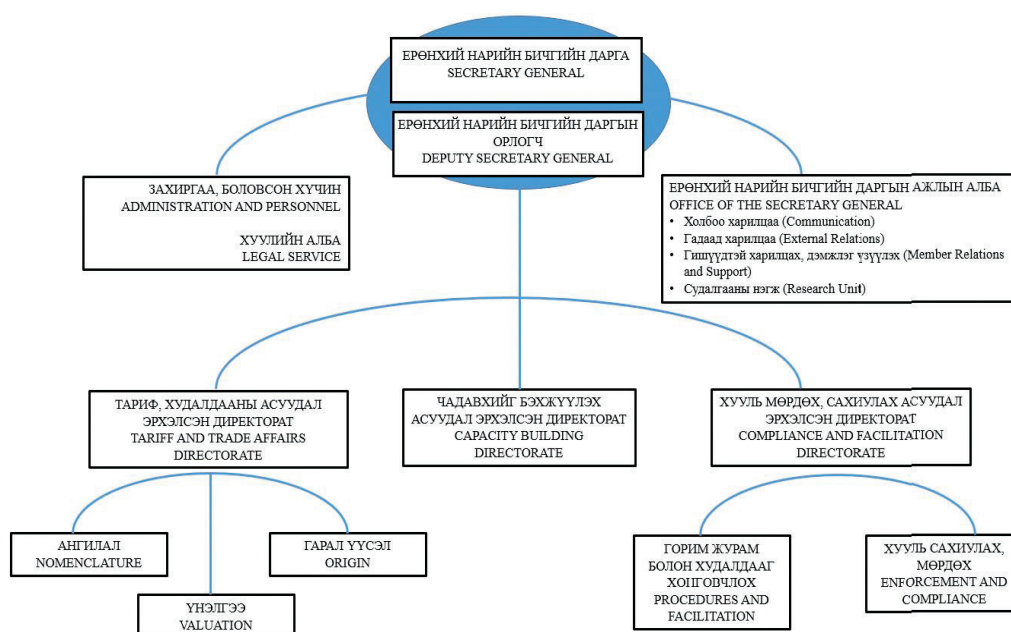 ЕРӨНХИЙ НАРИЙН БИЧГИЙН ДАРГА
SECRETARY GENERAL
ЕРӨНХИЙ НАРИЙН БИЧГИЙН ДАРГЫН
ОРЛОГЧ
DEPUTY SECRETARY GENERAL
ЗАХИРГАА, БОЛОВСОН ХҮЧИН
ADMINISTRATION AND PERSONNEL
ХУУЛИЙН АЛБА
LEGAL SERVICE
ЕРӨНХИЙ НАРИЙН БИЧГИЙН ДАРГЫН АЖЛЫН АЛБА
OFFICE OF THE SECRETARY GENERAL
• Холбоо харилцаа (Communication)
• Гадаад харилцаа (External Relations)
• Гишүүдтэй харилцах, дэмжлэг үзүүлэх (Member Relations
and Support)
• Судалгааны нэгж (Research Unit)
ТАРИФ, ХУДАЛДААНЫ АСУУДАЛ
ЭРХЭЛСЭН ДИРЕКТОРАТ
TARIFF AND TRADE AFFAIRS
DIRECTORATE
ЧАДАВХИЙГ БЭХЖҮҮЛЭХ
АСУУДАЛ ЭРХЭЛСЭН ДИРЕКТОРАТ
CAPACITY BUILDING
DIRECTORATE
ХУУЛЬ МӨРДӨХ, САХИУЛАХ АСУУДАЛ
ЭРХЭЛСЭН ДИРЕКТОРАТ
COMPLIANCE AND FACILITATION
DIRECTORATE
АНГИЛАЛ
NOMENCLATURE
ҮНЭЛГЭЭ
VALUATION
ГАРАЛ ҮҮСЭЛ
ORIGIN
ГОРИМ ЖУРАМ
БОЛОН ХУДАЛДААГ
ХӨНГӨВЧЛӨХ
PROCEDURES AND
FACILITATION
ХУУЛЬ САХИУЛАХ,
МӨРДӨХ
ENFORCEMENT AND
COMPLIANCE